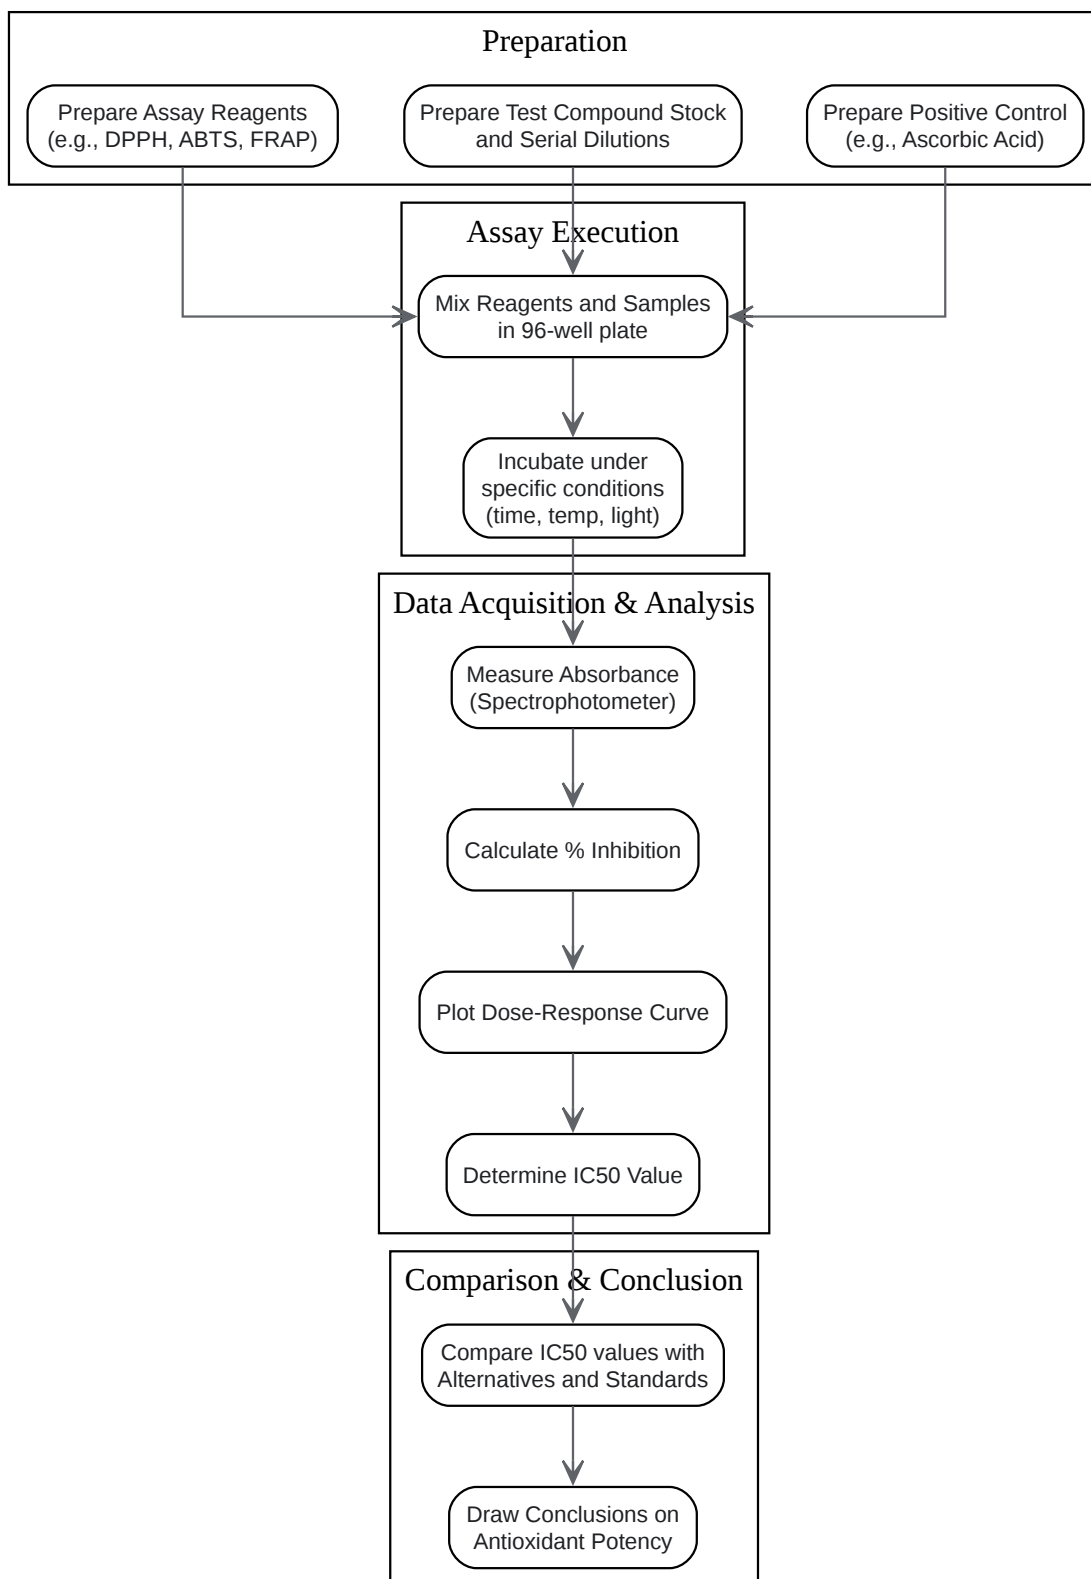 Preparation
Prepare Assay Reagents
(e.g., DPPH, ABTS, FRAP)
Prepare Test Compound Stock
and Serial Dilutions
Prepare Positive Control
(e.g., Ascorbic Acid)
Assay Execution
Mix Reagents and Samples
in 96-well plate
Incubate under
specific conditions
(time, temp, light)
Data Acquisition & Analysis
Measure Absorbance
(Spectrophotometer)
Calculate % Inhibition
Plot Dose-Response Curve
Determine IC50 Value
Comparison & Conclusion
Compare IC50 values with
Alternatives and Standards
Draw Conclusions on
Antioxidant Potency